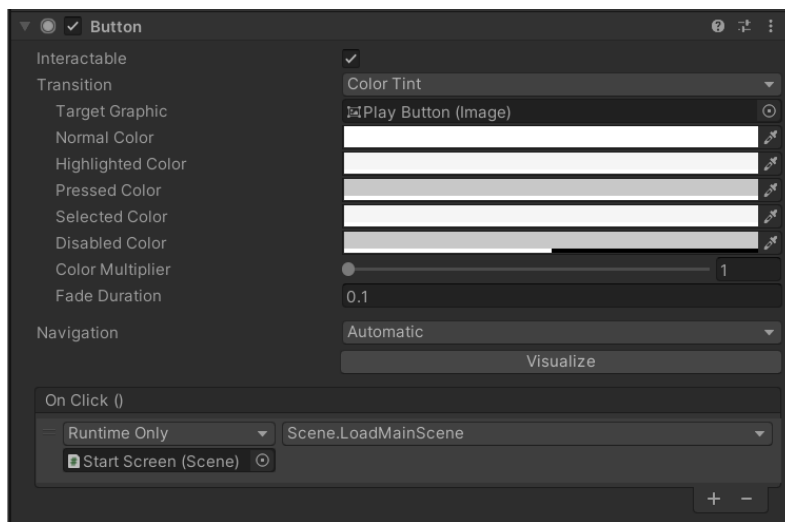 Button
Interactable
Transition Color Tint
Target Graphic Play Button (Image)
Normal Color
Highlighted Color
Pressed Color
Selected Color
Disabled Color
Color Multiplier 1
Fade Duration 0.1
Navigation Automatic
Visualize
On Click ()
Runtime Only Scene.LoadMainScene
Start Screen (Scene)